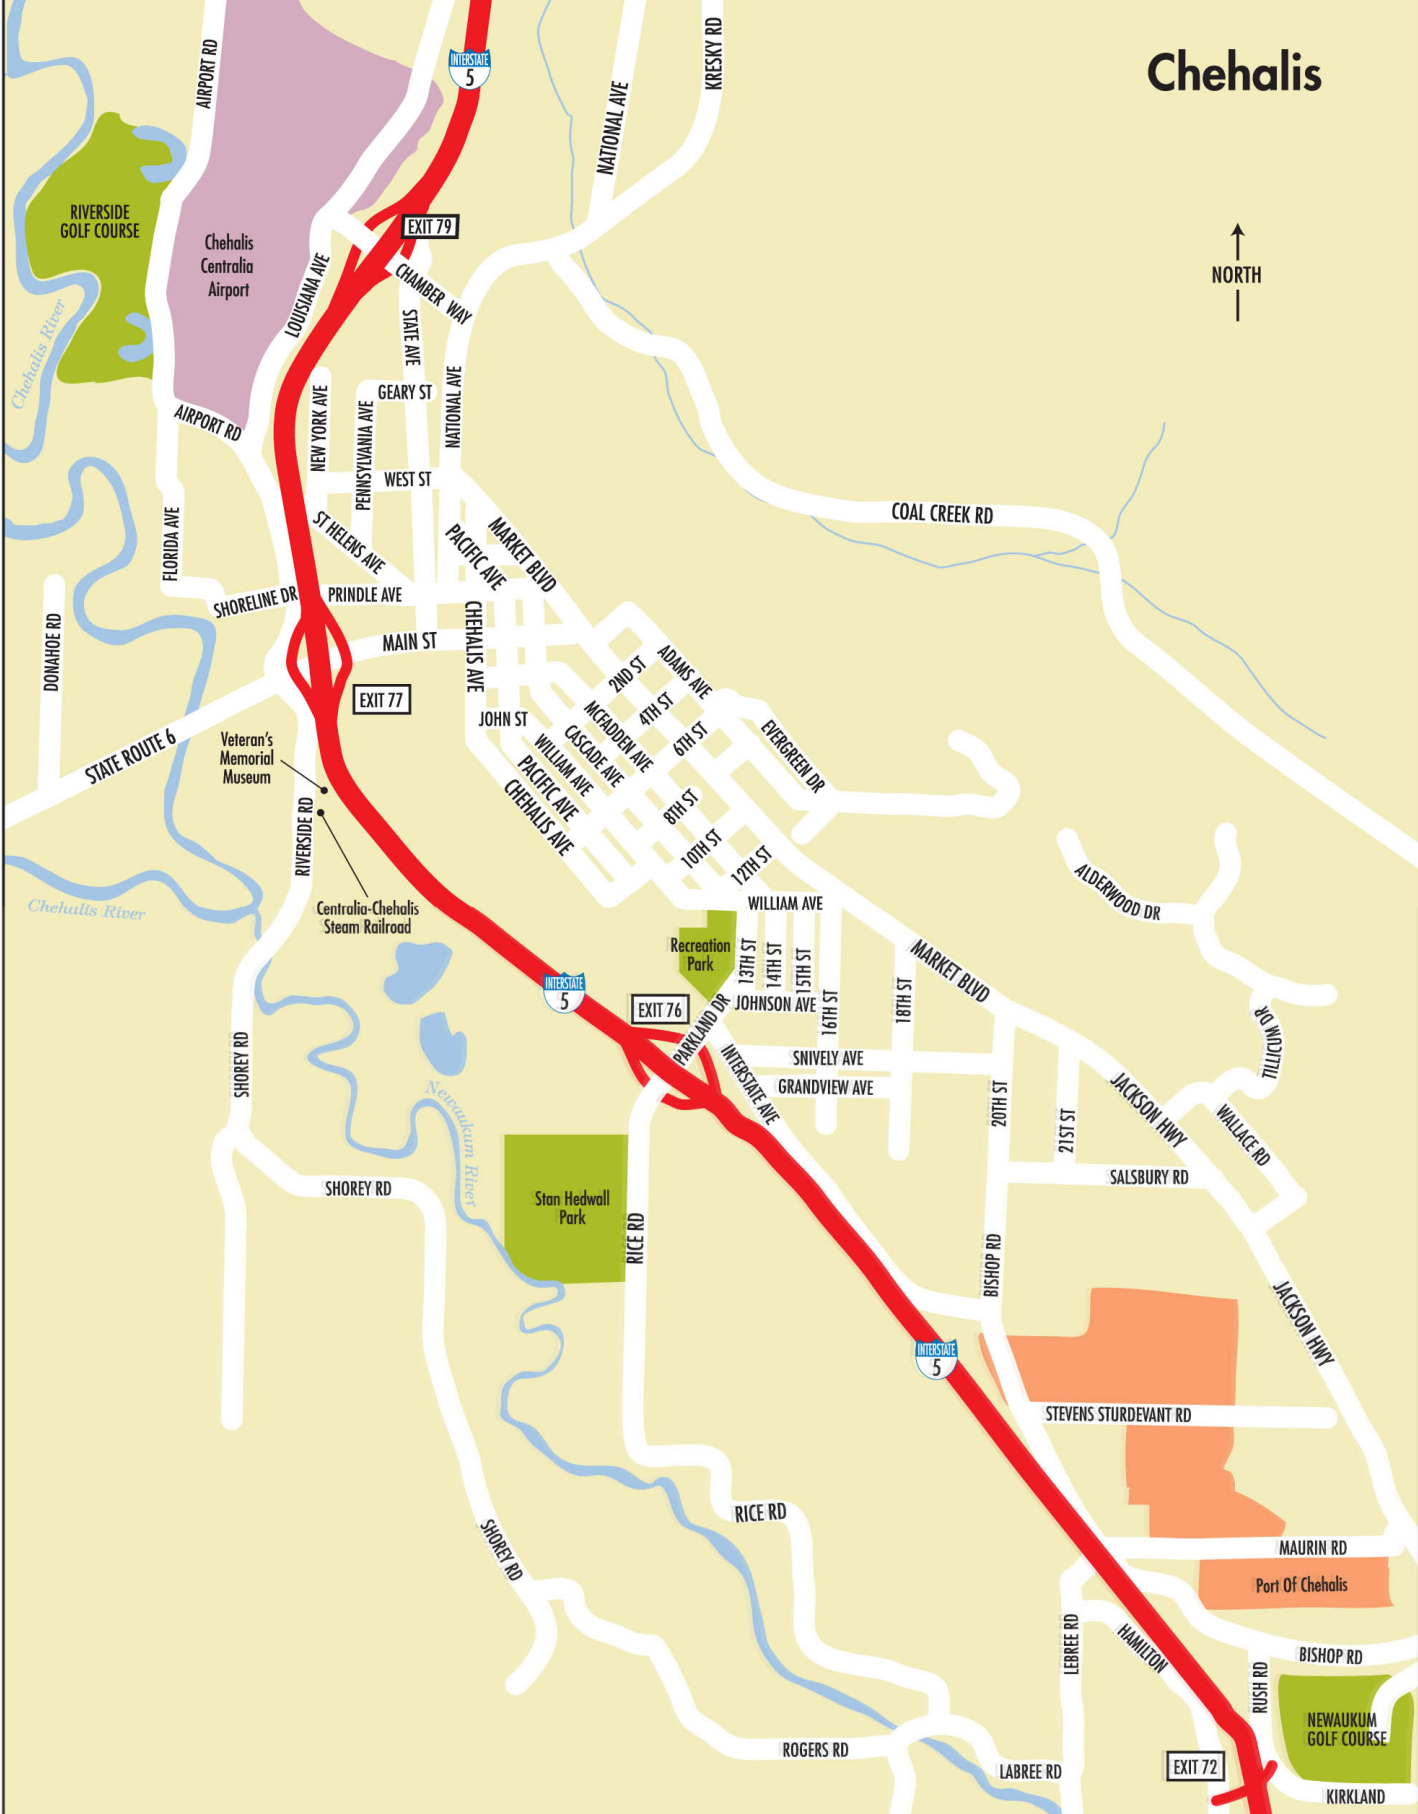 Chehalis
AIRPORT RD
INTERSTATE
5
NATIONAL AVE
KRESKY RD
RIVERSIDE
GOLF COURSE
Chehalis
Centralia
Airport
EXIT 79
NORTH
LOUISIANA AVE
CHAMBER WAY
STATE AVE
Chehalis River
AIRPORT RD
NEW YORK AVE
GEARY ST
PENNSYLVANIA AVE
NATIONAL AVE
WEST ST
COAL CREEK RD
FLORIDA AVE
ST HELENS AVE
PACIFIC AVE
MARKET BLVD
SHORELINE DR
PRINDLE AVE
DONAHOE RD
MAIN ST
CHEHALIS AVE
EXIT 77
2ND ST
ADAMS AVE
4TH ST
6TH ST
JOHN ST
MCFADDEN AVE
CASCADE AVE
WILLIAM AVE
PACIFIC AVE
CHEHALIS AVE
EVERGREEN DR
STATE ROUTE 6
Veteran's
Memorial
Museum
RIVERSIDE RD
8TH ST
10TH ST
12TH ST
Chehalis River
Centralia-Chehalis
Steam Railroad
WILLIAM AVE
ALDERWOOD DR
Recreation
Park
13TH ST
14TH ST
15TH ST
16TH ST
18TH ST
MARKET BLVD
INTERSTATE
5
EXIT 76
PARKLAND DR
JOHNSON AVE
TILLICUM DR
SHOREY RD
SNIVELY AVE
GRANDVIEW AVE
INTERSTATE AVE
20TH ST
21ST ST
JACKSON HWY
WALLACE RD
Newaukum River
SHOREY RD
Stan Hedwall
Park
RICE RD
SALSBURY RD
BISHOP RD
JACKSON HWY
INTERSTATE
5
STEVENS STURDEVANT RD
RICE RD
SHOREY RD
MAURIN RD
Port Of Chehalis
LEBREE RD
HAMILTON
BISHOP RD
RUSH RD
NEWAUKUM
GOLF COURSE
ROGERS RD
LABREE RD
EXIT 72
KIRKLAND